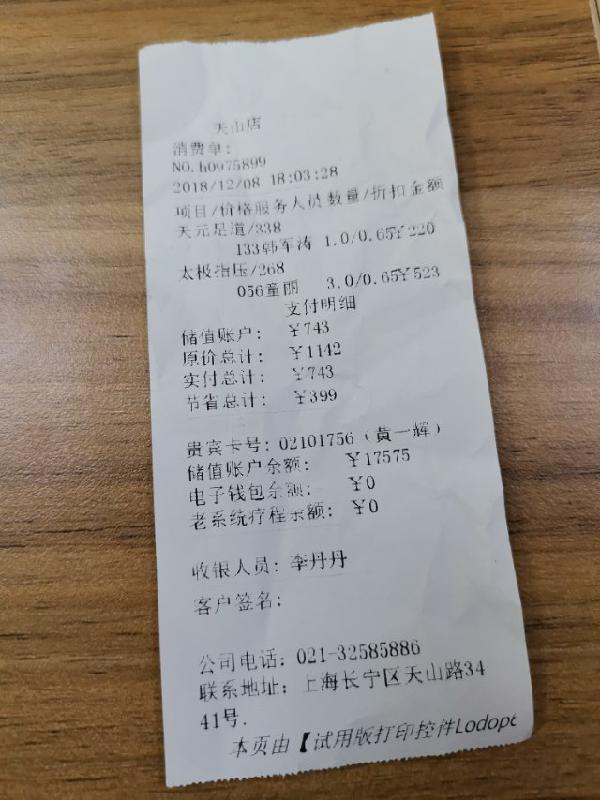 天山店
消费单:
NO.h0975899
2018/12/08 18:03:28
项目/价格服务人员数量/折扣金额
天元足道/338
133韩军涛 1.0/0.65¥220
太极指压/268
056童丽 3.0/0.65¥523
支付明细
储值账户: ¥743
原价总计: ¥1142
实付总计: ¥743
节省总计: ¥399
贵宾卡号: 02101756 (黄一辉)
储值账户余额: ¥17575
电子钱包余额: ¥0
老系统疗程余额: ¥0
收银人员: 李丹丹
客户签名:
公司电话: 021-32585886
联系地址: 上海长宁区天山路34
41号.
本页由【试用版打印控件Lodop6